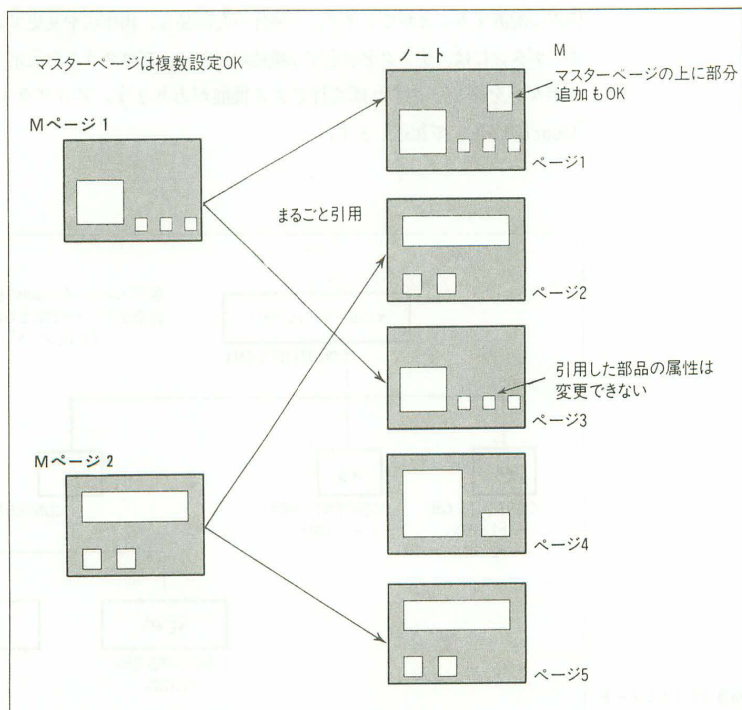 マスターページは複数設定OK
ノート
M
マスターページの上に部分
追加もOK
Mページ1
ページ1
まるごと引用
ページ2
引用した部品の属性は
変更できない
ページ3
Mページ2
ページ4
ページ5